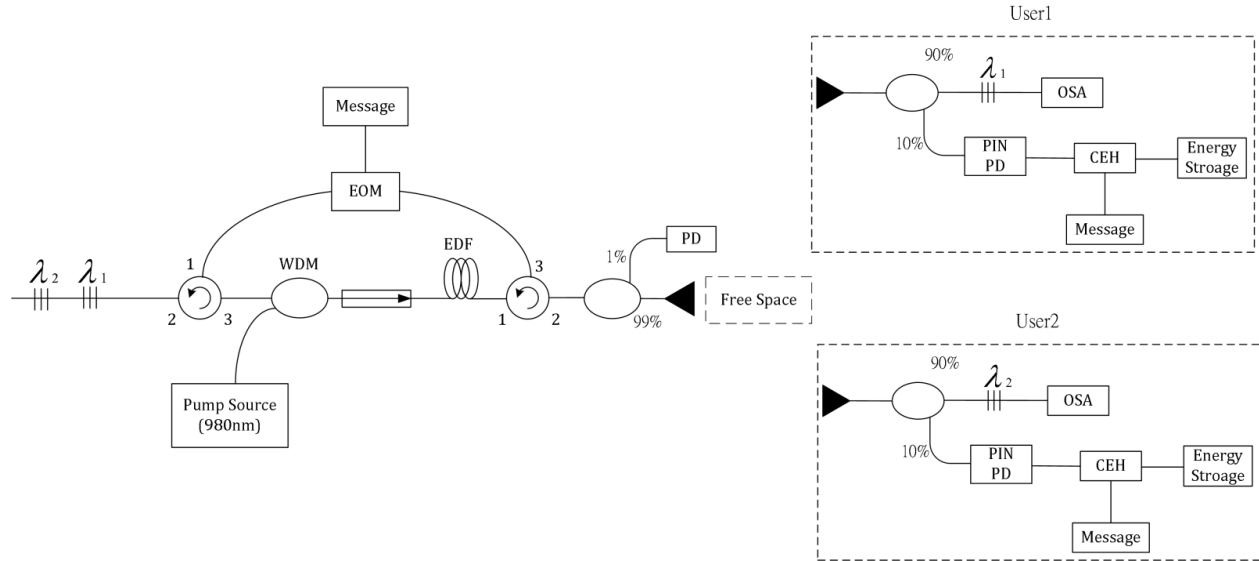 Message
EOM
λ2
λ1
1
2
3
WDM
Pump Source
(980nm)
EDF
3
1
2
1%
PD
99%
Free Space
User1
90%
λ1
OSA
10%
PIN
PD
CEH
Energy
Stroage
Message
User2
90%
λ2
OSA
10%
PIN
PD
CEH
Energy
Stroage
Message